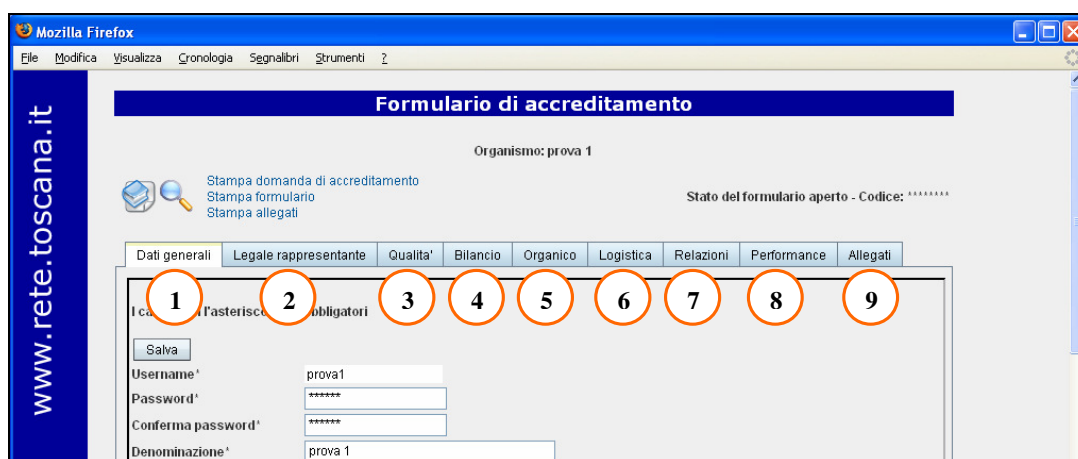 Mozilla Firefox
File Modifica Visualizza Cronologia Segnalibri Strumenti ?
www.rete.toscana.it
Formulario di accreditamento
Organismo: prova 1
Stampa domanda di accreditamento
Stampa formulario
Stampa allegati
Stato del formulario aperto - Codice: ********
Dati generali Legale rappresentante Qualita' Bilancio Organico Logistica Relazioni Performance Allegati
1 2 3 4 5 6 7 8 9
I ca l'asterisc bbligatori
Salva
Username* prova1
Password* ******
Conferma password* ******
Denominazione* prova 1